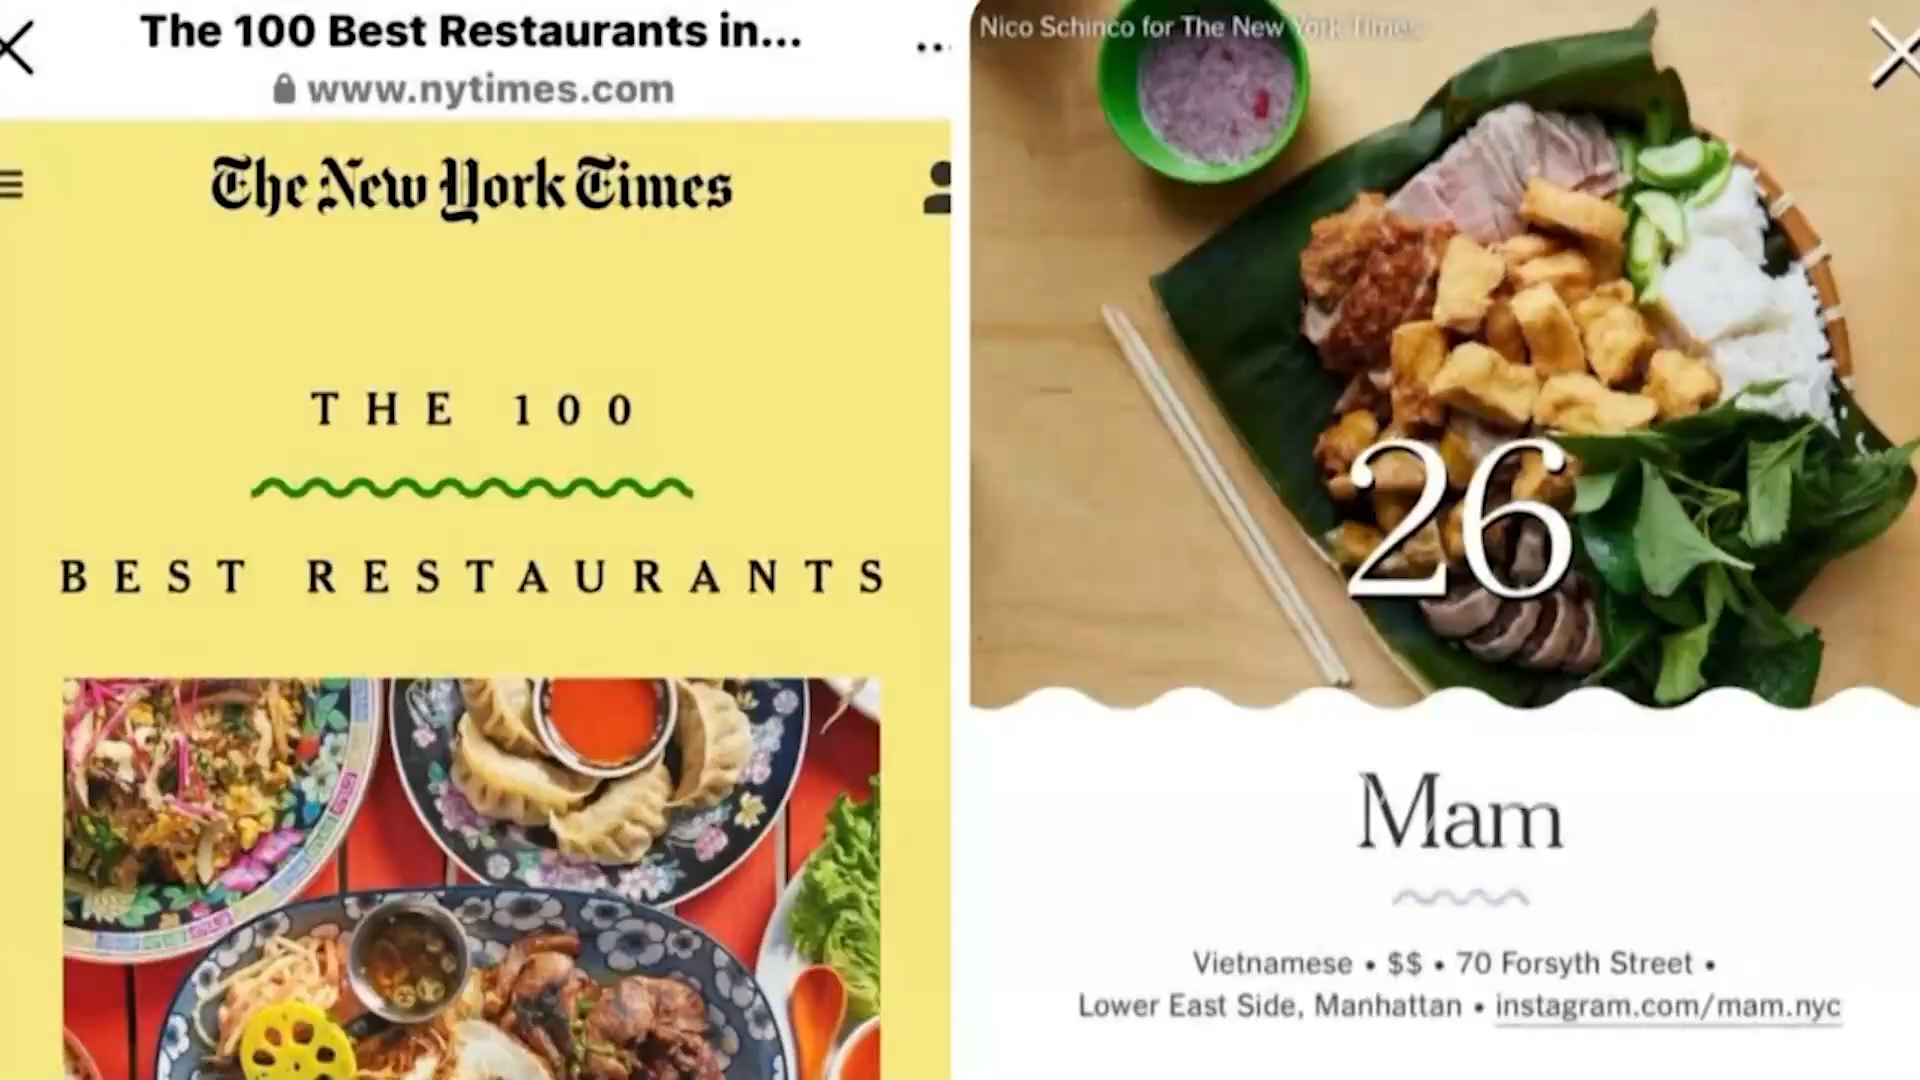 The 100 Best Restaurants in...
www.nytimes.com
The New York Times
THE 100
BEST RESTAURANTS
Nico Schinco for The New York Times
26
Mam
Vietnamese • $$ • 70 Forsyth Street •
Lower East Side, Manhattan • instagram.com/mam.nyc